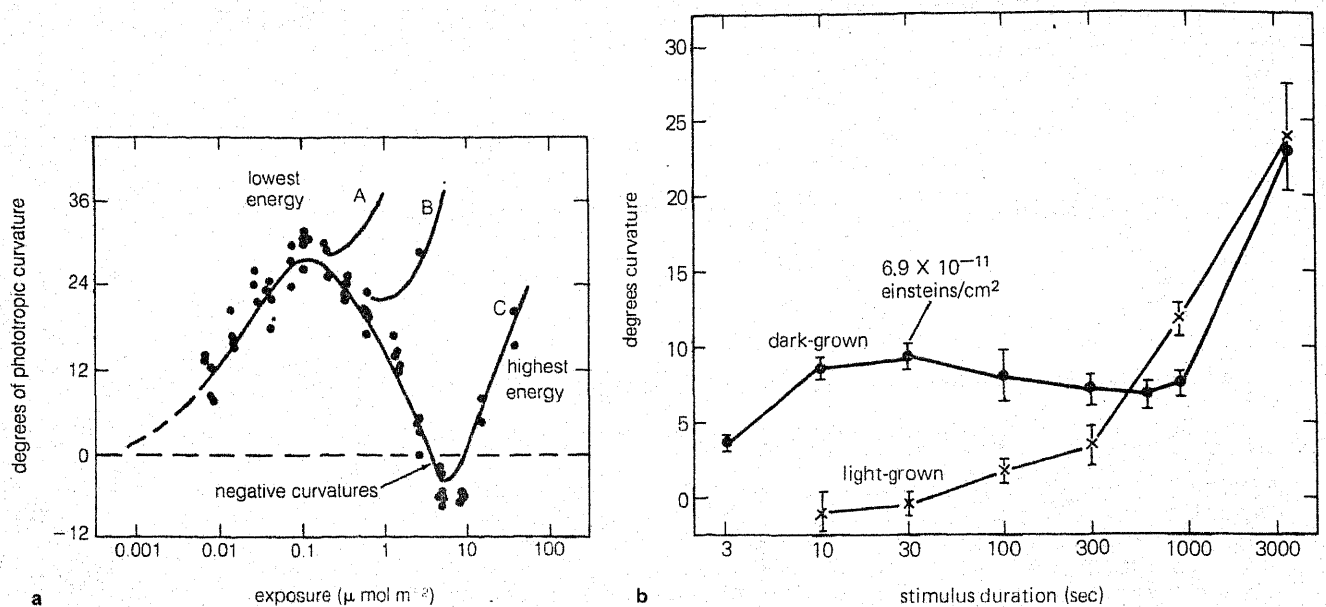 36
24
12
0
−12
degrees of phototropic curvature
lowest
energy
A
B
C
highest
energy
negative curvatures
0.001
0.01
0.1
1
10
100
a
exposure (μ mol m⁻²)
30
25
20
15
10
5
0
degrees curvature
6.9 X 10⁻¹¹
einsteins/cm²
dark-grown
light-grown
3
10
30
100
300
1000
3000
b
stimulus duration (sec)